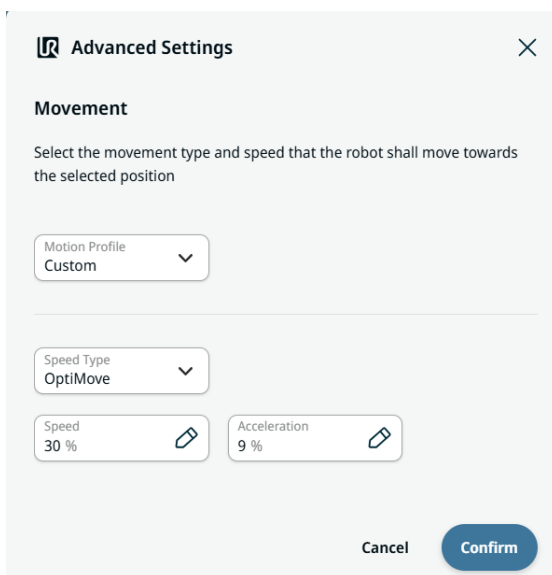 UR Advanced Settings
Movement
Select the movement type and speed that the robot shall move towards
the selected position
Motion Profile
Custom
Speed Type
OptiMove
Speed
30 %
Acceleration
9 %
Cancel
Confirm